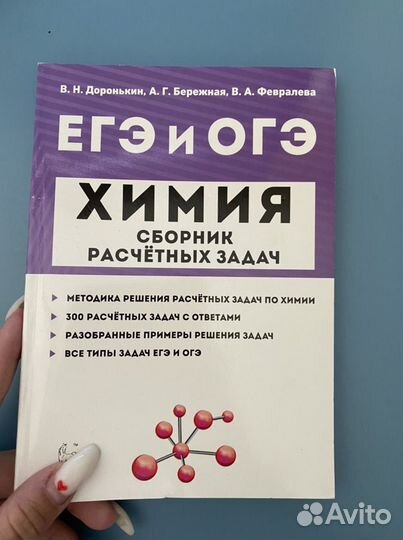 В. Н. Доронькин, А. Г. Бережная, В. А. Февралева
ЕГЭ и ОГЭ
ХИМИЯ
СБОРНИК
РАСЧЁТНЫХ ЗАДАЧ
МЕТОДИКА РЕШЕНИЯ РАСЧЁТНЫХ ЗАДАЧ ПО ХИМИИ
300 РАСЧЁТНЫХ ЗАДАЧ С ОТВЕТАМИ
РАЗОБРАННЫЕ ПРИМЕРЫ РЕШЕНИЯ ЗАДАЧ
ВСЕ ТИПЫ ЗАДАЧ ЕГЭ И ОГЭ
Avito